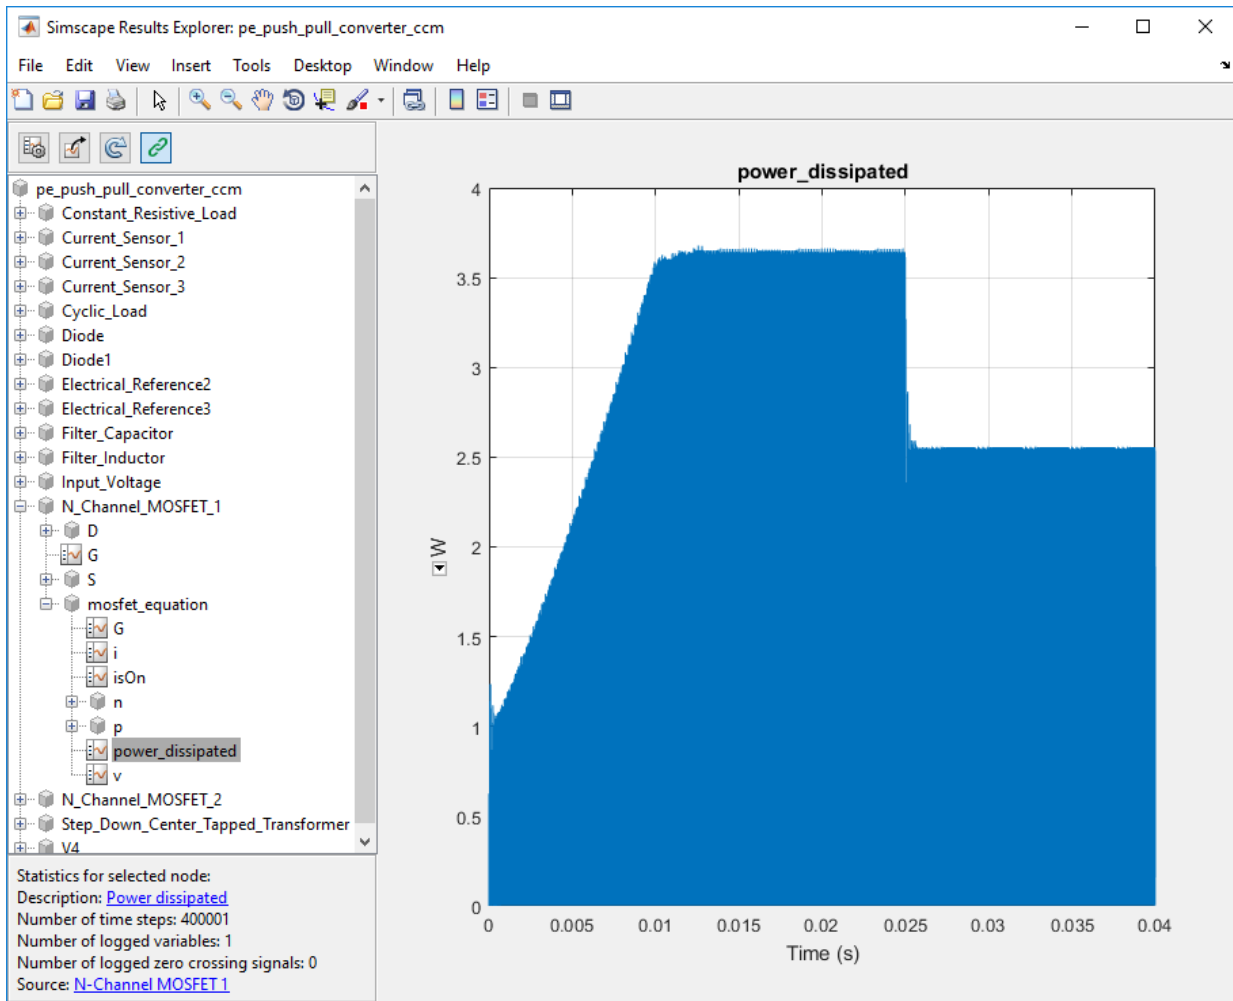 Simscape Results Explorer: pe_push_pull_converter_ccm
File Edit View Insert Tools Desktop Window Help
pe_push_pull_converter_ccm
Constant_Resistive_Load
Current_Sensor_1
Current_Sensor_2
Current_Sensor_3
Cyclic_Load
Diode
Diode1
Electrical_Reference2
Electrical_Reference3
Filter_Capacitor
Filter_Inductor
Input_Voltage
N_Channel_MOSFET_1
D
G
S
mosfet_equation
G
i
isOn
n
p
power_dissipated
v
N_Channel_MOSFET_2
Step_Down_Center_Tapped_Transformer
V4
Statistics for selected node:
Description: Power dissipated
Number of time steps: 400001
Number of logged variables: 1
Number of logged zero crossing signals: 0
Source: N-Channel MOSFET 1
power_dissipated
4
3.5
3
2.5
2
1.5
1
0.5
0
W
0 0.005 0.01 0.015 0.02 0.025 0.03 0.035 0.04
Time (s)